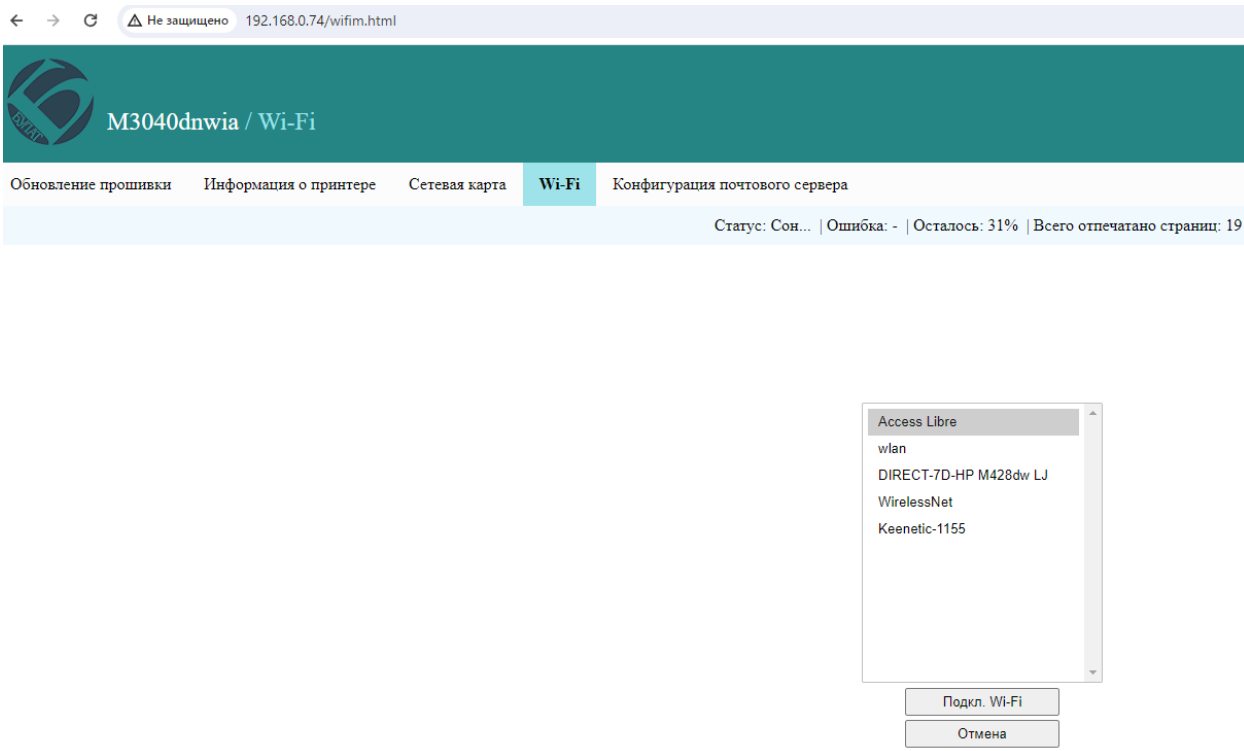 Не защищено 192.168.0.74/wifim.html
БУЛАТ
M3040dnwia / Wi-Fi
Обновление прошивки Информация о принтере Сетевая карта Wi-Fi Конфигурация почтового сервера
Статус: Сон... | Ошибка: - | Осталось: 31% | Всего отпечатано страниц: 19
Access Libre
wlan
DIRECT-7D-HP M428dw LJ
WirelessNet
Keenetic-1155
Подкл. Wi-Fi
Отмена